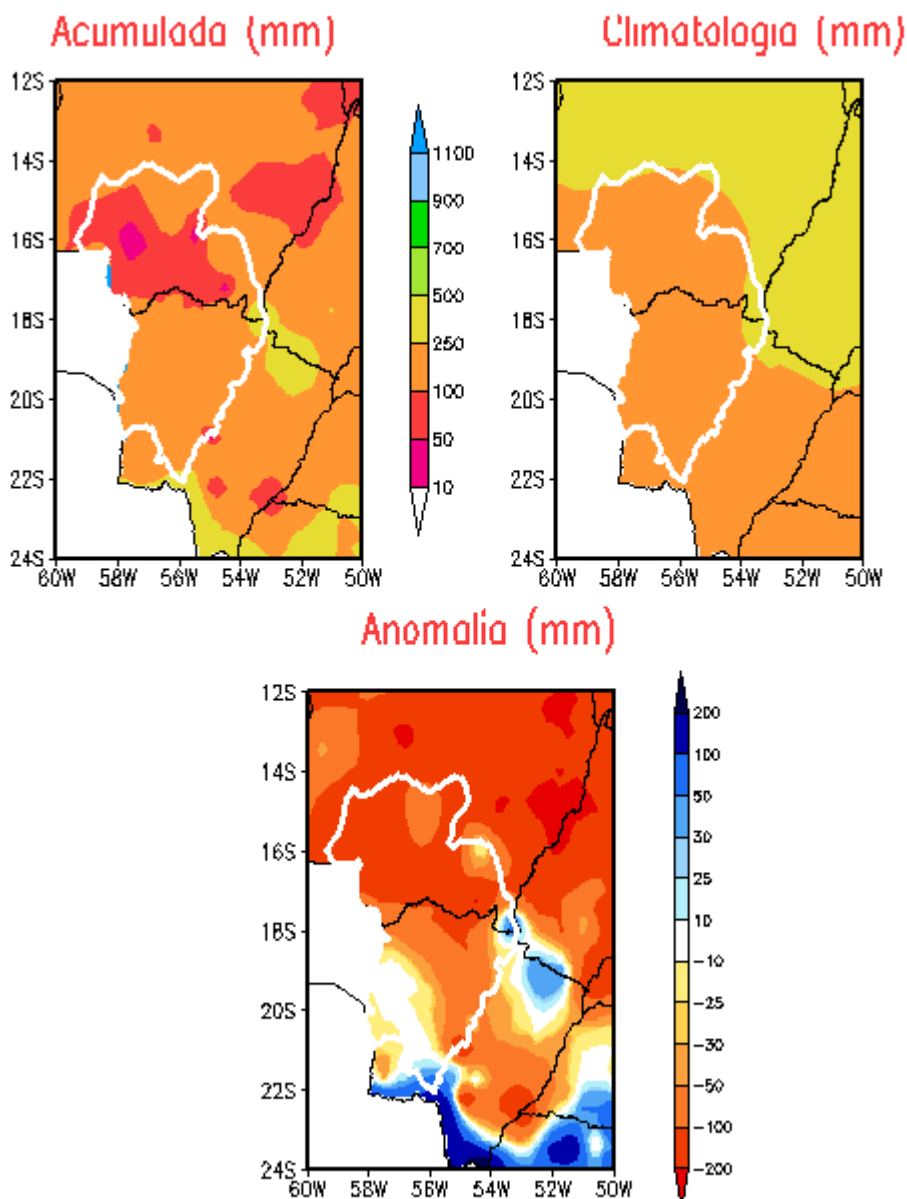 Acumulada (mm)
Climatologia (mm)
12S
14S
16S
18S
20S
22S
24S
60W 58W 56W 54W 52W 50W
1100
900
700
500
250
100
50
10
12S
14S
16S
18S
20S
22S
24S
60W 58W 56W 54W 52W 50W
Anomalia (mm)
12S
14S
16S
18S
20S
22S
24S
60W 58W 56W 54W 52W 50W
200
100
50
30
25
10
-10
-25
-30
-50
-100
-200